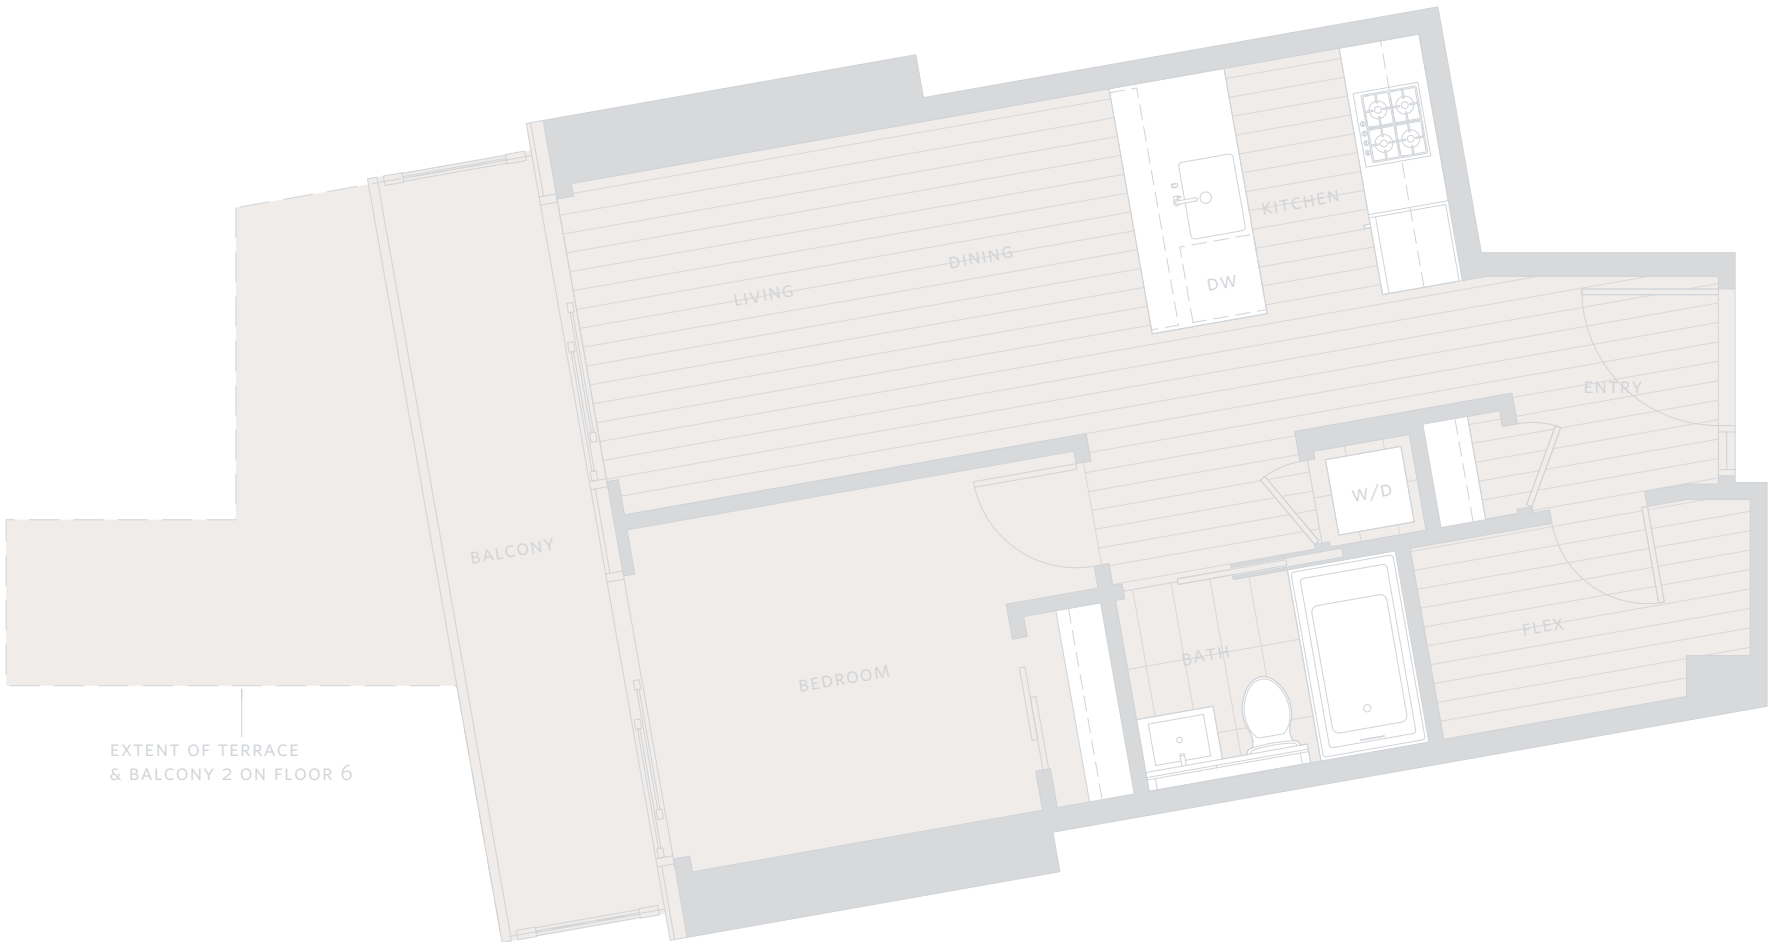 KITCHEN
DINING
DW
LIVING
ENTRY
W/D
BALCONY
FLEX
BATH
BEDROOM
EXTENT OF TERRACE
& BALCONY 2 ON FLOOR 6